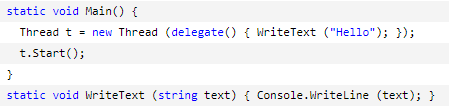 static void Main() {
  Thread t = new Thread (delegate() { WriteText ("Hello"); });
  t.Start();
}
static void WriteText (string text) { Console.WriteLine (text); }